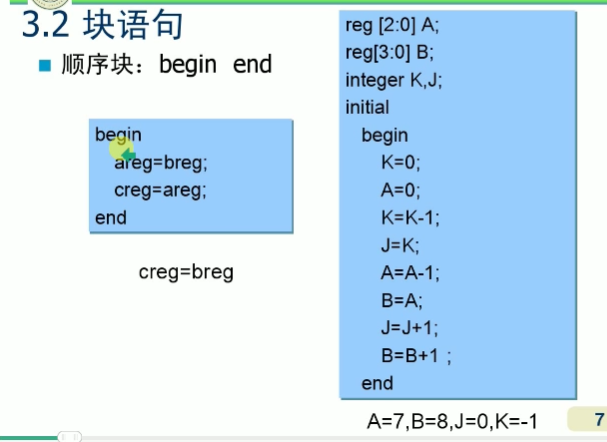 3.2 块语句
顺序块：begin end
begin
areg=breg;
creg=areg;
end
creg=breg
reg [2:0] A;
reg[3:0] B;
integer K,J;
initial
begin
K=0;
A=0;
K=K-1;
J=K;
A=A-1;
B=A;
J=J+1;
B=B+1 ;
end
A=7,B=8,J=0,K=-1
7